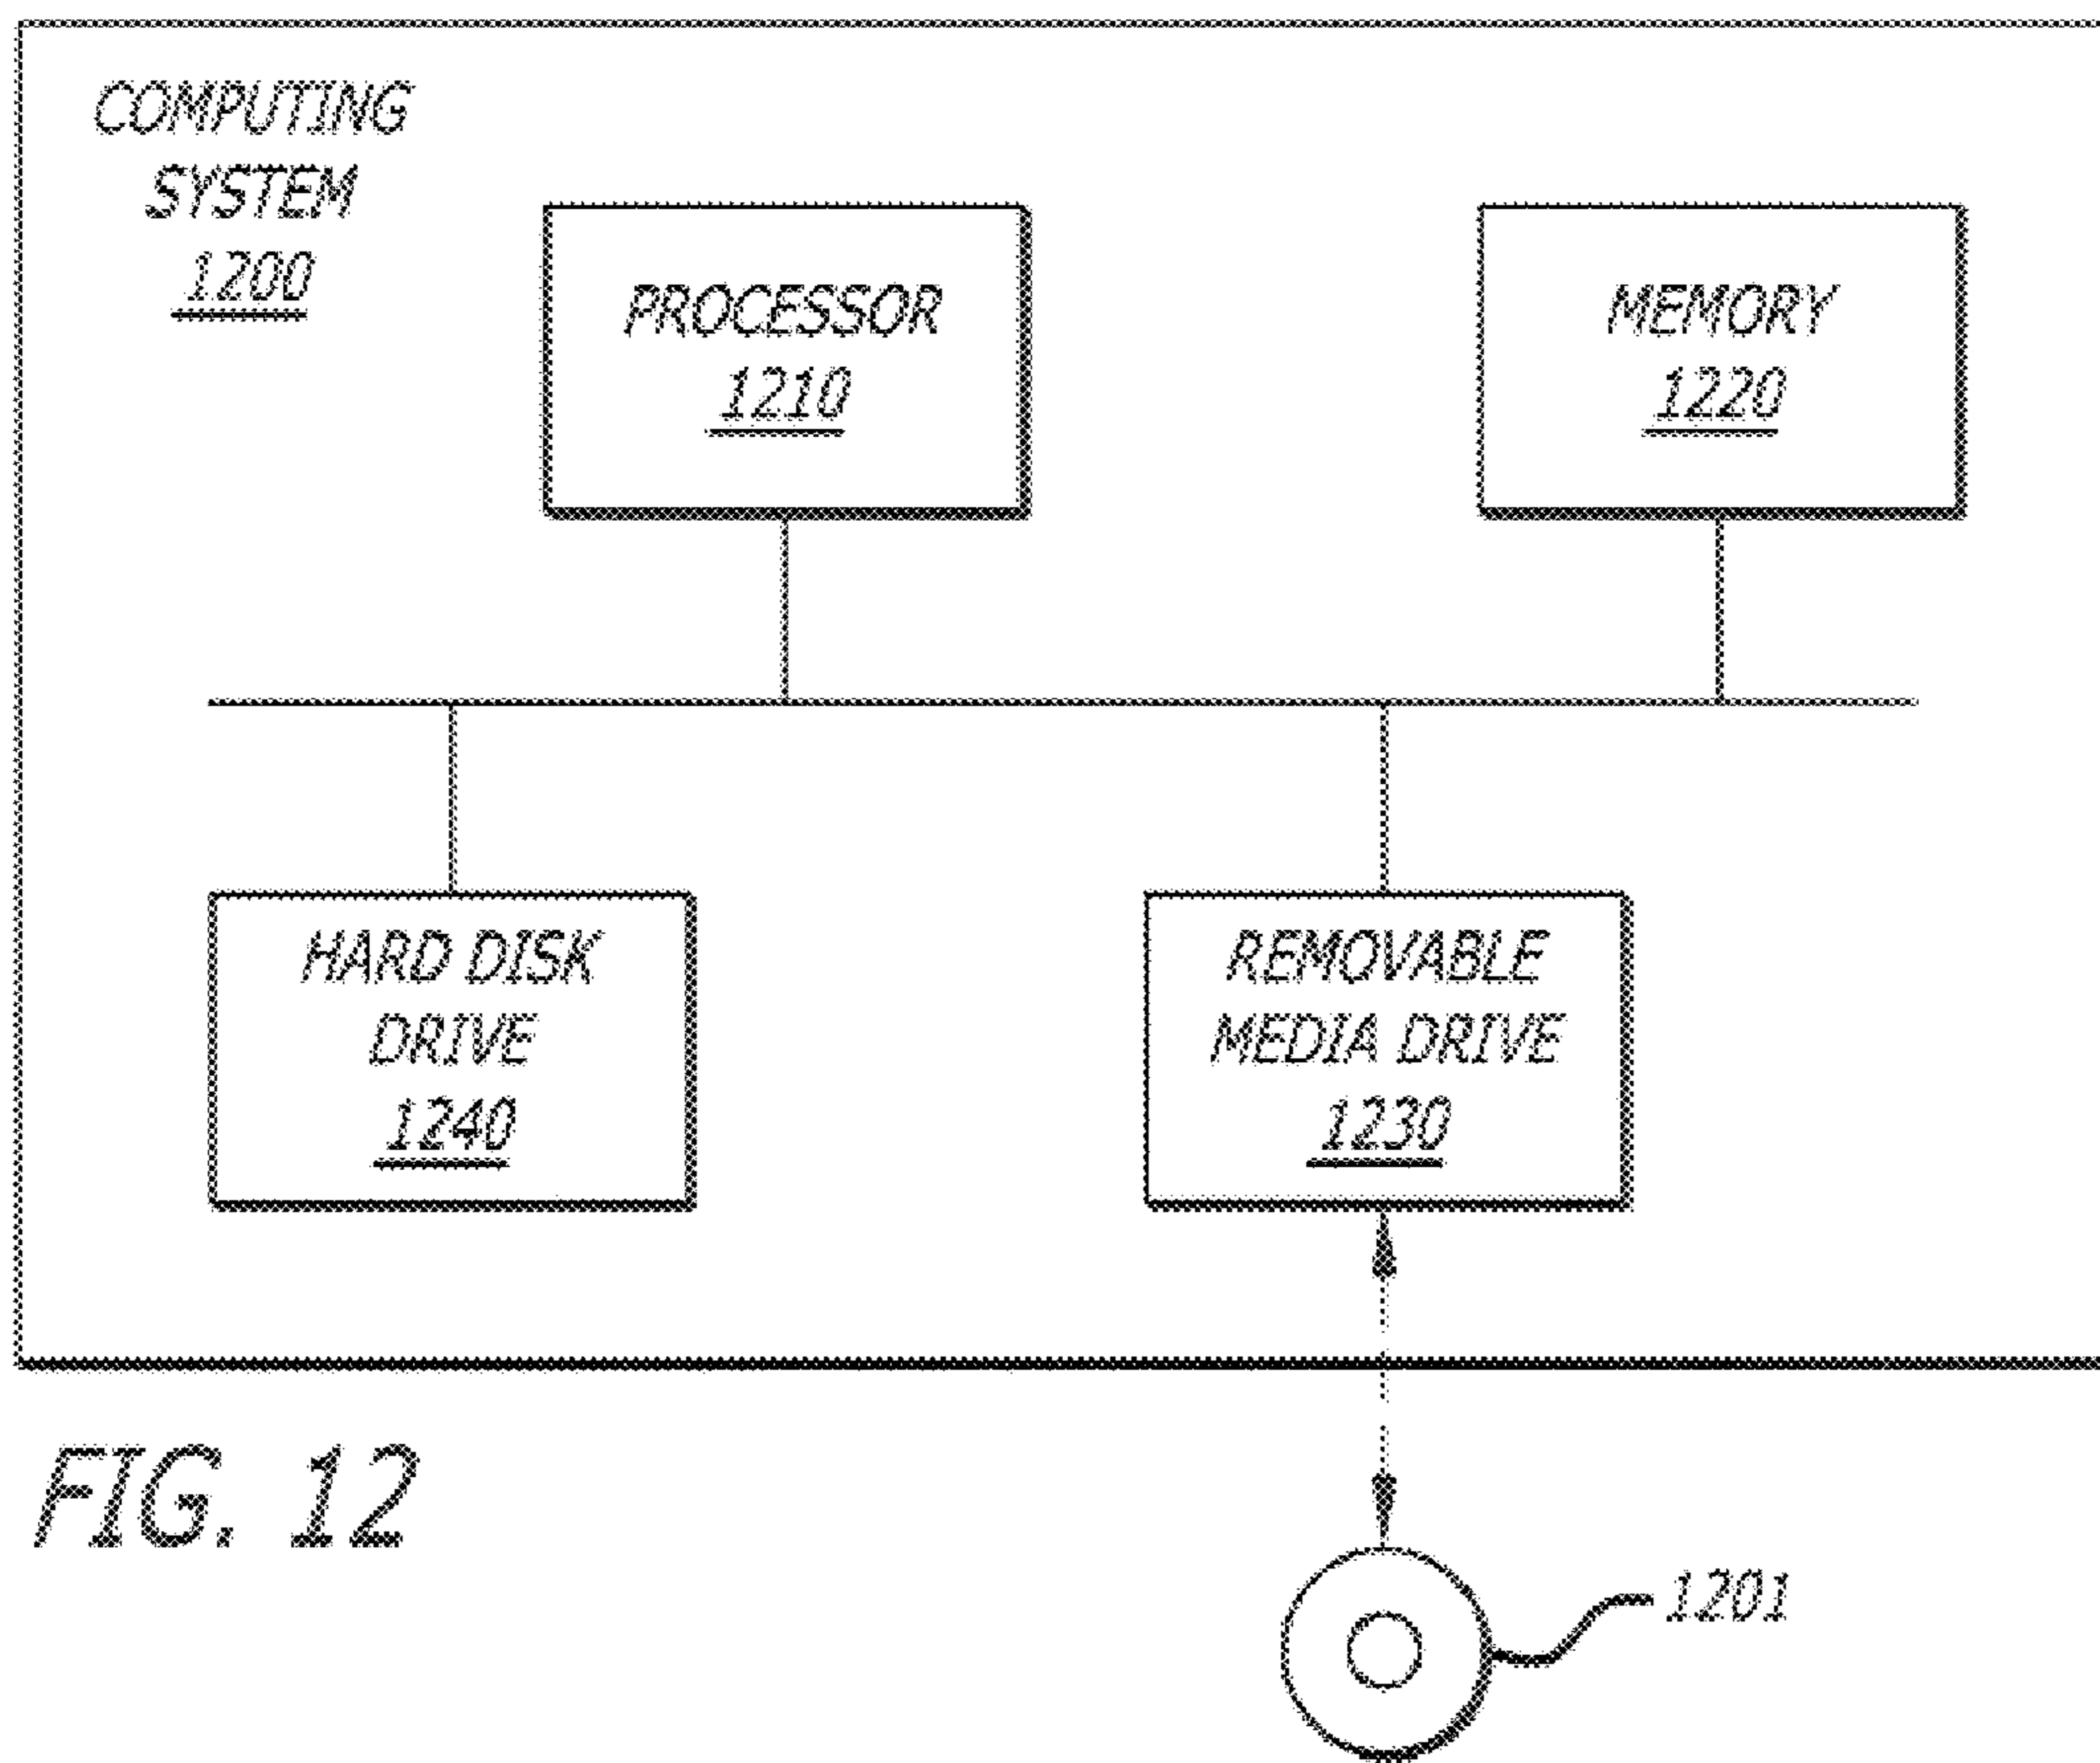 COMPUTING
SYSTEM
1200
PROCESSOR
1210
MEMORY
1220
HARD DISK
DRIVE
1240
REMOVABLE
MEDIA DRIVE
1230
FIG. 12
1201